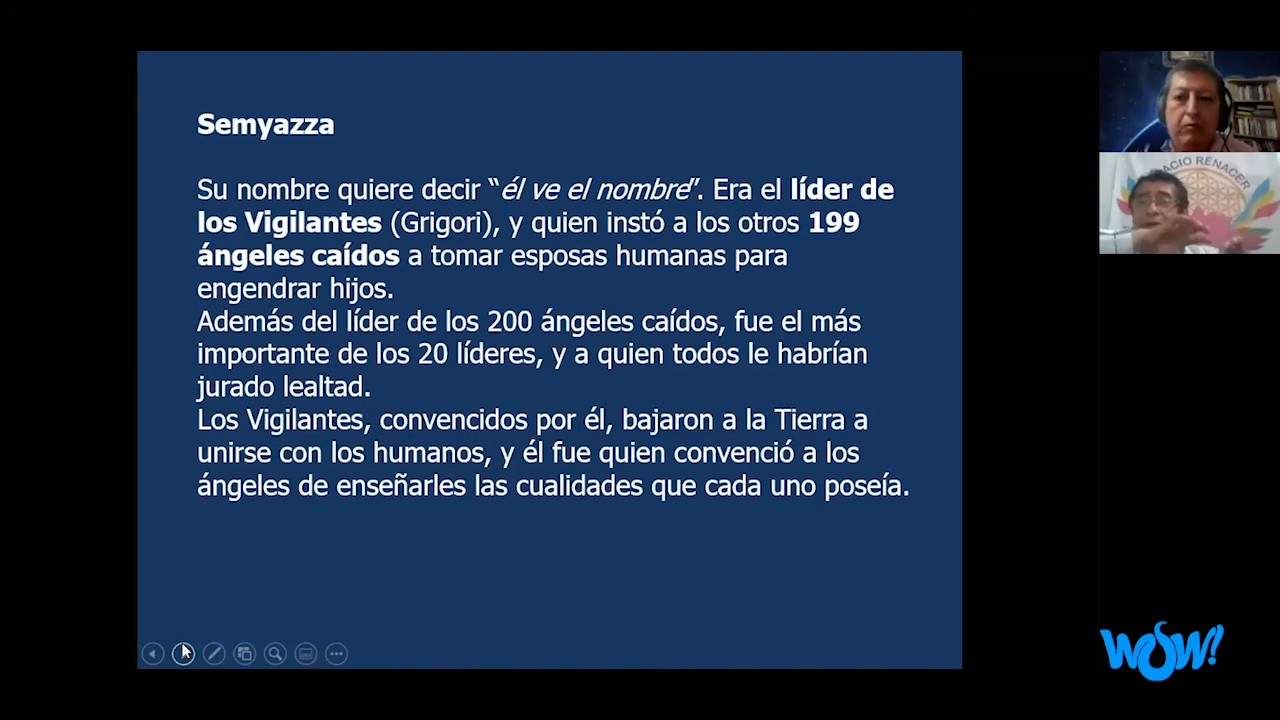 Semyazza
Su nombre quiere decir “él ve el nombre”. Era el líder de
los Vigilantes (Grigori), y quien instó a los otros 199
ángeles caídos a tomar esposas humanas para
engendrar hijos.
Además del líder de los 200 ángeles caídos, fue el más
importante de los 20 líderes, y a quien todos le habrían
jurado lealtad.
Los Vigilantes, convencidos por él, bajaron a la Tierra a
unirse con los humanos, y él fue quien convenció a los
ángeles de enseñarles las cualidades que cada uno poseía.
RENACER
WOW!